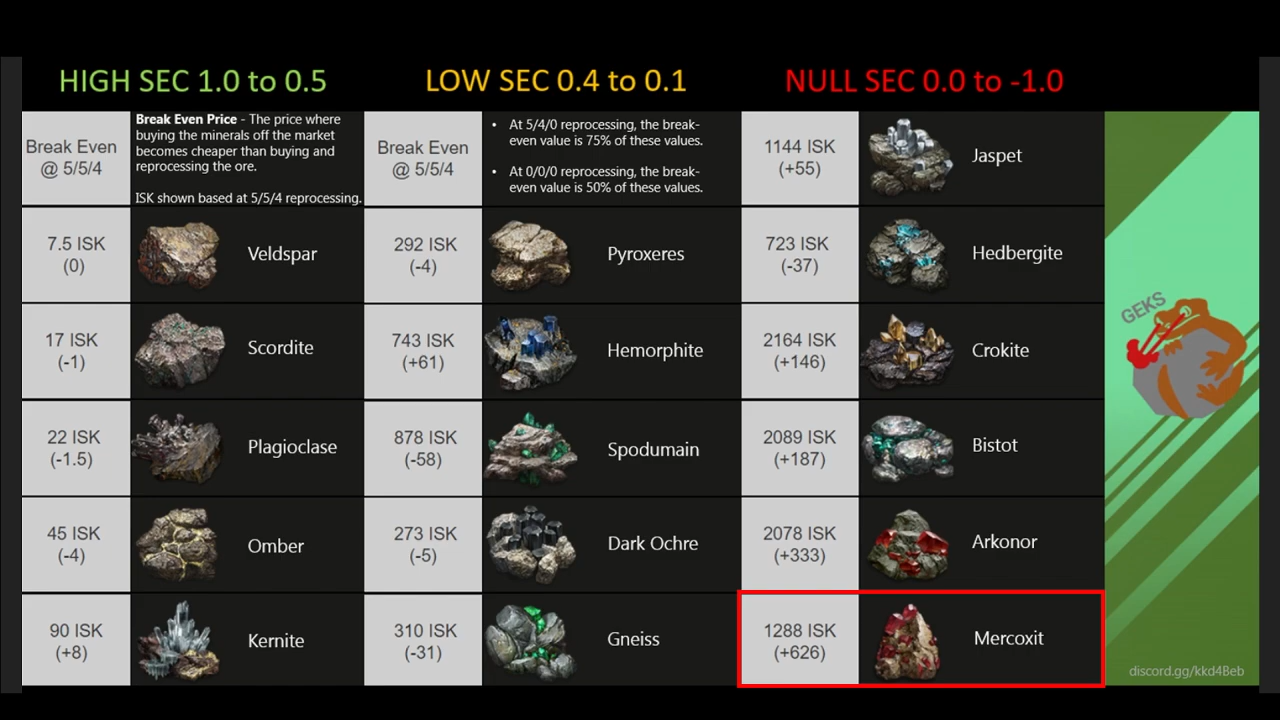 HIGH SEC 1.0 to 0.5
LOW SEC 0.4 to 0.1
NULL SEC 0.0 to -1.0
Break Even
@ 5/5/4
Break Even Price - The price where
buying the minerals off the market
becomes cheaper than buying and
reprocessing the ore.
ISK shown based at 5/5/4 reprocessing.
Break Even
@ 5/5/4
• At 5/4/0 reprocessing, the break-
even value is 75% of these values.
• At 0/0/0 reprocessing, the break-
even value is 50% of these values.
1144 ISK
(+55)
Jaspet
7.5 ISK
(0)
Veldspar
292 ISK
(-4)
Pyroxeres
723 ISK
(-37)
Hedbergite
17 ISK
(-1)
Scordite
743 ISK
(+61)
Hemorphite
2164 ISK
(+146)
Crokite
22 ISK
(-1.5)
Plagioclase
878 ISK
(-58)
Spodumain
2089 ISK
(+187)
Bistot
45 ISK
(-4)
Omber
273 ISK
(-5)
Dark Ochre
2078 ISK
(+333)
Arkonor
90 ISK
(+8)
Kernite
310 ISK
(-31)
Gneiss
1288 ISK
(+626)
Mercoxit
GEKS
discord.gg/kkd4Beb